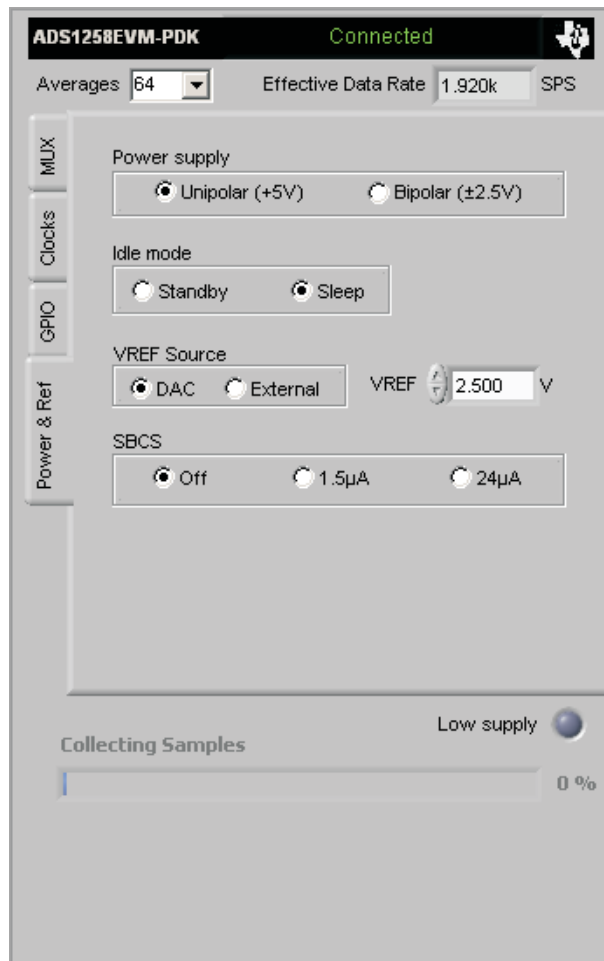 ADS1258EVM-PDK Connected
Averages 64 Effective Data Rate 1.920k SPS
MUX
Clocks
GPIO
Power & Ref
Power supply
Unipolar (+5V) Bipolar (±2.5V)
Idle mode
Standby Sleep
VREF Source
DAC External VREF 2.500 V
SBCS
Off 1.5µA 24µA
Low supply
Collecting Samples
0 %